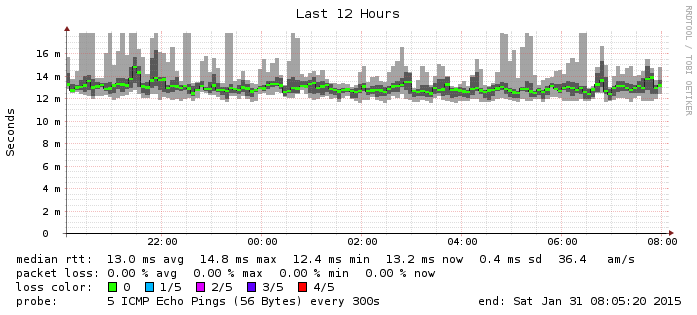 Last 12 Hours
RRDTOOL / TOBI OETIKER
Seconds
16 m
14 m
12 m
10 m
8 m
6 m
4 m
2 m
0
22:00 00:00 02:00 04:00 06:00 08:00
median rtt: 13.0 ms avg 14.8 ms max 12.4 ms min 13.2 ms now 0.4 ms sd 36.4 am/s
packet loss: 0.00 % avg 0.00 % max 0.00 % min 0.00 % now
loss color: 0 1/5 2/5 3/5 4/5
probe: 5 ICMP Echo Pings (56 Bytes) every 300s end: Sat Jan 31 08:05:20 2015